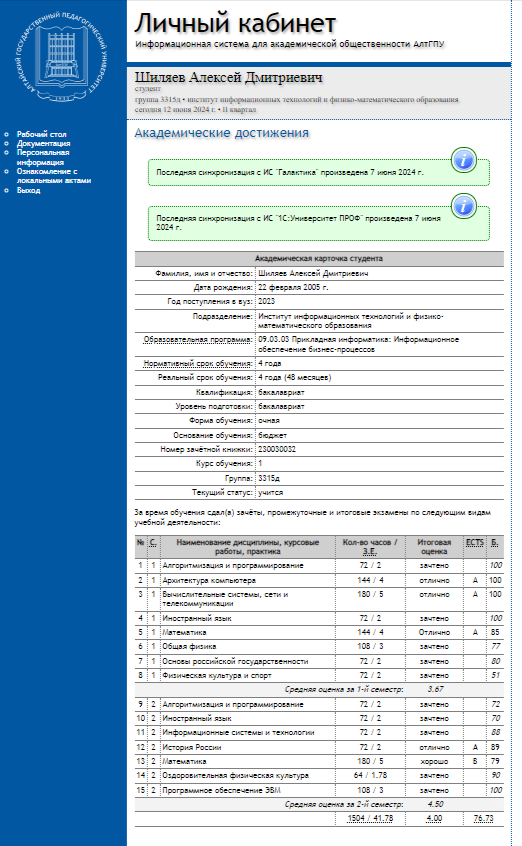 АЛТАЙСКИЙ ГОСУДАРСТВЕННЫЙ ПЕДАГОГИЧЕСКИЙ УНИВЕРСИТЕТ
1933
Рабочий стол
Документация
Персональная
информация
Ознакомление с
локальными актами
Выход
Личный кабинет
Информационная система для академической общественности АлтГПУ
Шиляев Алексей Дмитриевич
студент
группа 3315д • институт информационных технологий и физико-математического образования
сегодня 12 июня 2024 г. • II квартал
Академические достижения
Последняя синхронизация с ИС "Галактика" произведена 7 июня 2024 г.
Последняя синхронизация с ИС "1С:Университет ПРОФ" произведена 7 июня
2024 г.
Академическая карточка студента
Фамилия, имя и отчество: Шиляев Алексей Дмитриевич
Дата рождения: 22 февраля 2005 г.
Год поступления в вуз: 2023
Подразделение: Институт информационных технологий и физико-
математического образования
Образовательная программа: 09.03.03 Прикладная информатика: Информационное
обеспечение бизнес-процессов
Нормативный срок обучения: 4 года
Реальный срок обучения: 4 года (48 месяцев)
Квалификация: бакалавриат
Уровень подготовки: бакалавриат
Форма обучения: очная
Основание обучения: бюджет
Номер зачётной книжки: 230030032
Курс обучения: 1
Группа: 3315д
Текущий статус: учится
За время обучения сдал(а) зачёты, промежуточные и итоговые экзамены по следующим видам
учебной деятельности:
№ С. Наименование дисциплины, курсовые Кол-во часов / Итоговая ECTS Б.
работы, практика З.Е. оценка
1 1 Алгоритмизация и программирование 72 / 2 зачтено 100
2 1 Архитектура компьютера 144 / 4 отлично A 100
3 1 Вычислительные системы, сети и 180 / 5 отлично A 100
телекоммуникации
4 1 Иностранный язык 72 / 2 зачтено 100
5 1 Математика 144 / 4 Отлично A 85
6 1 Общая физика 108 / 3 зачтено 77
7 1 Основы российской государственности 72 / 2 зачтено 80
8 1 Физическая культура и спорт 72 / 2 зачтено 51
Средняя оценка за 1-й семестр: 3.67
9 2 Алгоритмизация и программирование 72 / 2 зачтено 72
10 2 Иностранный язык 72 / 2 зачтено 70
11 2 Информационные системы и технологии 72 / 2 зачтено 88
12 2 История России 72 / 2 отлично A 89
13 2 Математика 180 / 5 хорошо B 79
14 2 Оздоровительная физическая культура 64 / 1.78 зачтено 90
15 2 Программное обеспечение ЭВМ 108 / 3 зачтено 100
Средняя оценка за 2-й семестр: 4.50
1504 / 41.78 4.00 76.73